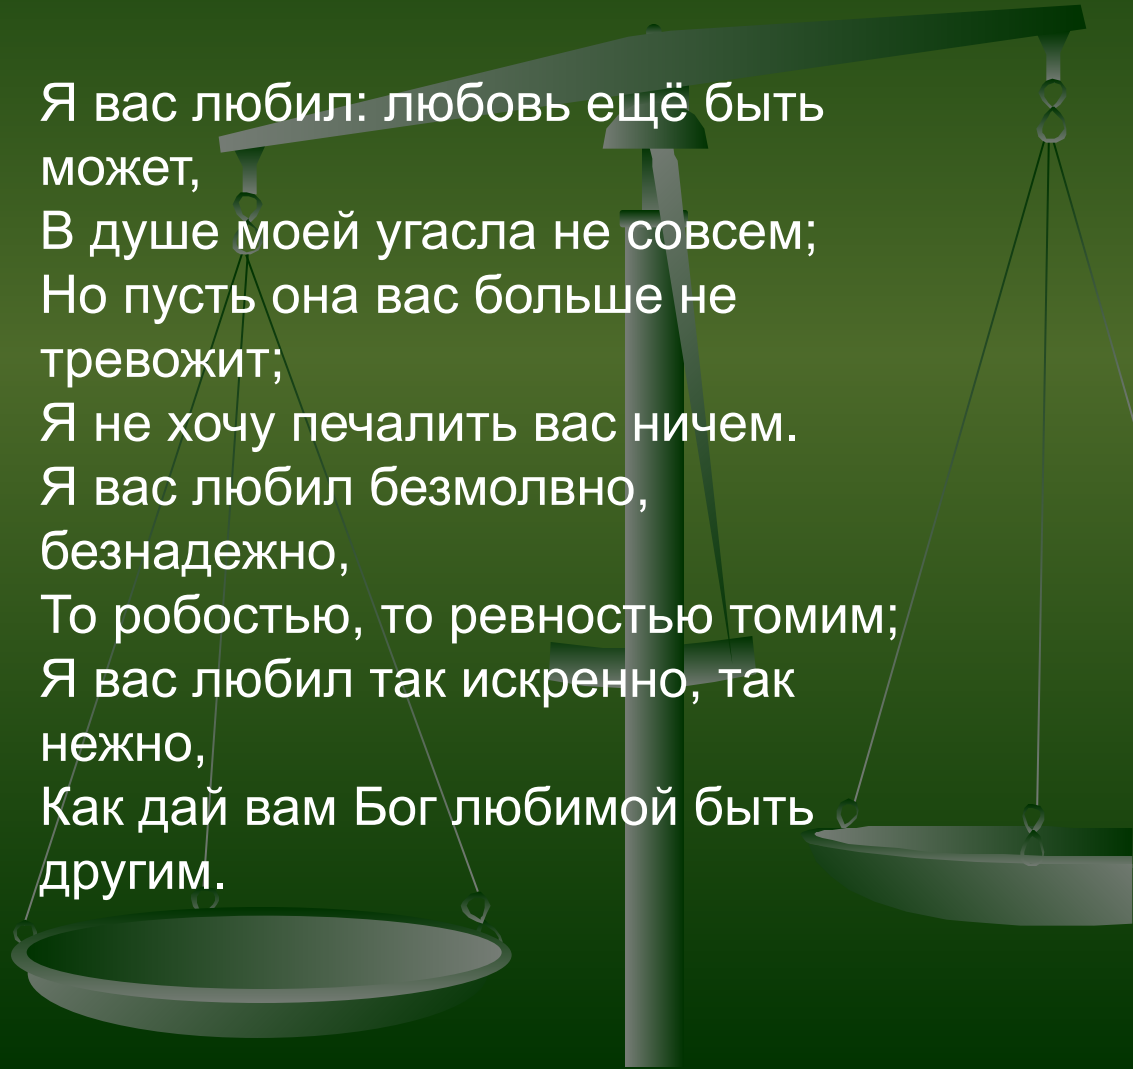 Я вас любил: любовь ещё быть
может,
В душе моей угасла не совсем;
Но пусть она вас больше не
тревожит;
Я не хочу печалить вас ничем.
Я вас любил безмолвно,
безнадежно,
То робостью, то ревностью томим;
Я вас любил так искренно, так
нежно,
Как дай вам Бог любимой быть
другим.